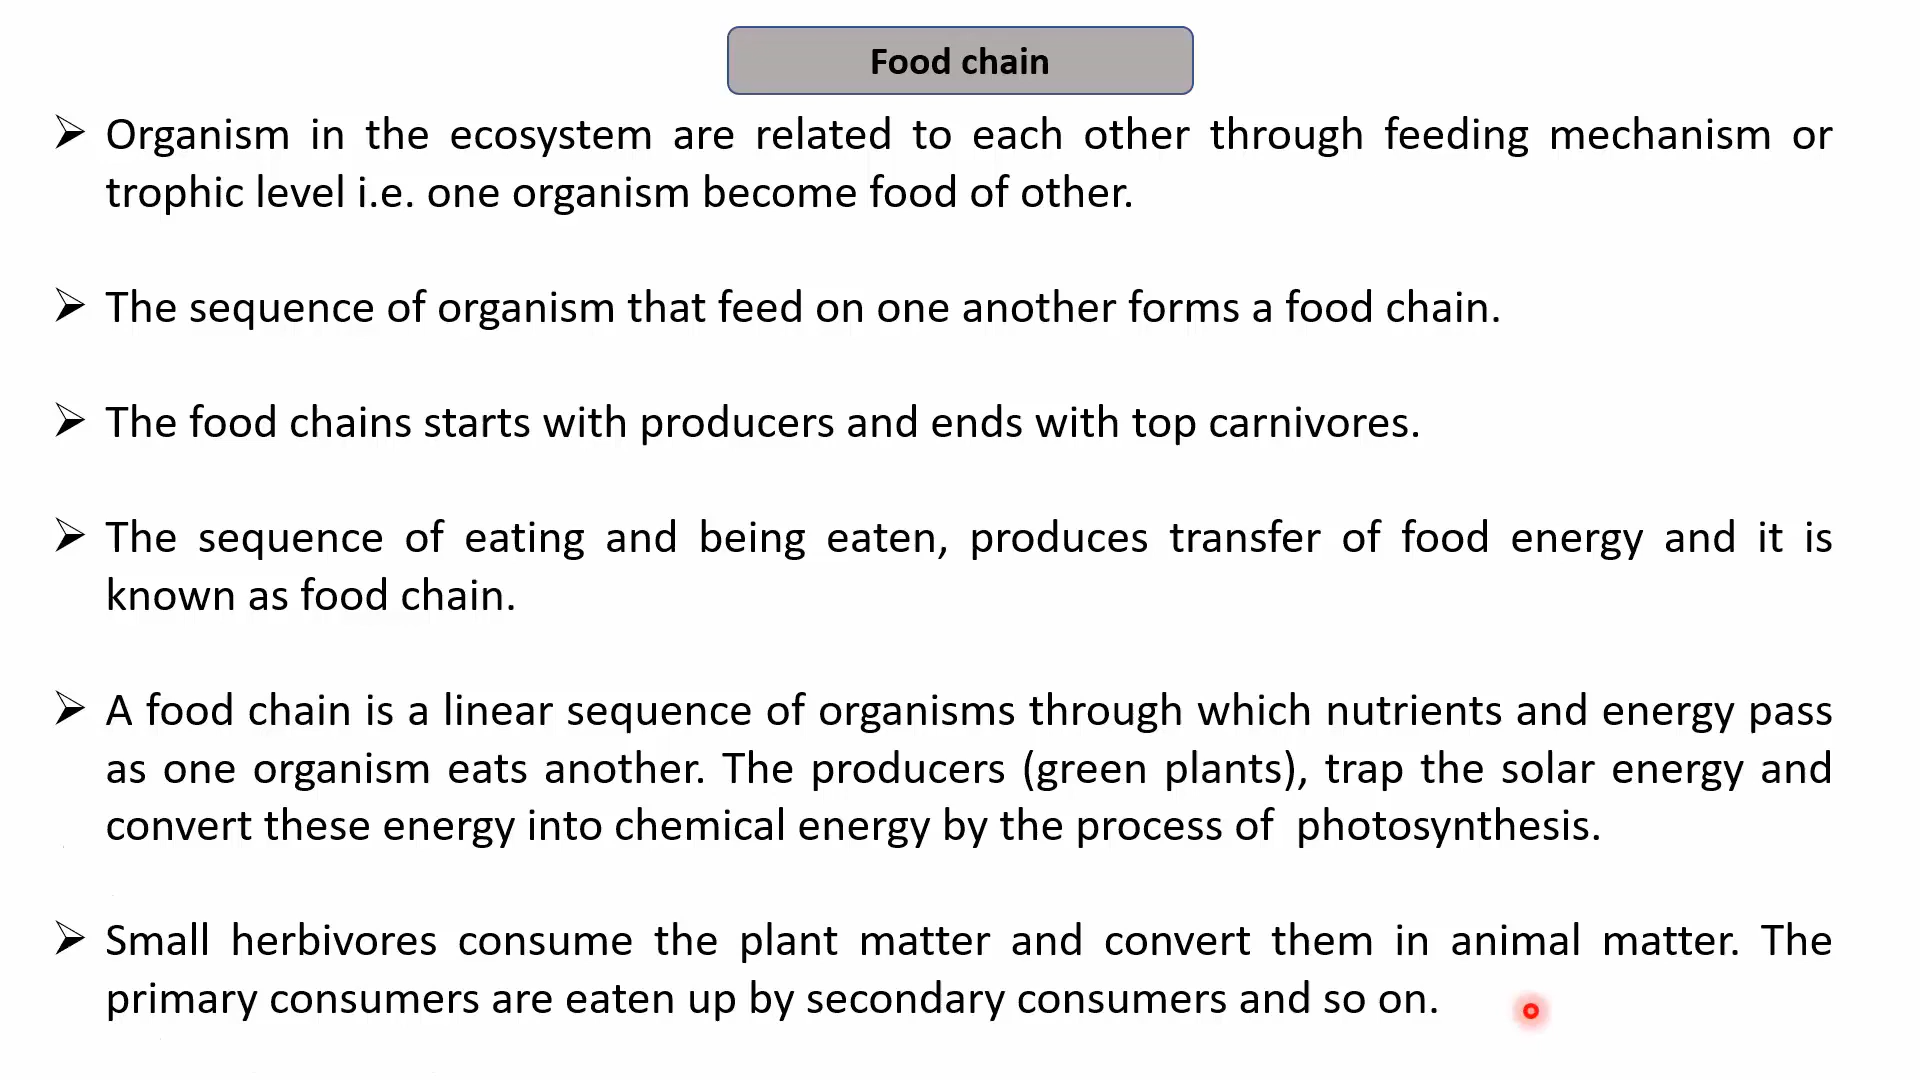 Food chain
Organism in the ecosystem are related to each other through feeding mechanism or
trophic level i.e. one organism become food of other.
The sequence of organism that feed on one another forms a food chain.
The food chains starts with producers and ends with top carnivores.
The sequence of eating and being eaten, produces transfer of food energy and it is
known as food chain.
A food chain is a linear sequence of organisms through which nutrients and energy pass
as one organism eats another. The producers (green plants), trap the solar energy and
convert these energy into chemical energy by the process of photosynthesis.
Small herbivores consume the plant matter and convert them in animal matter. The
primary consumers are eaten up by secondary consumers and so on.